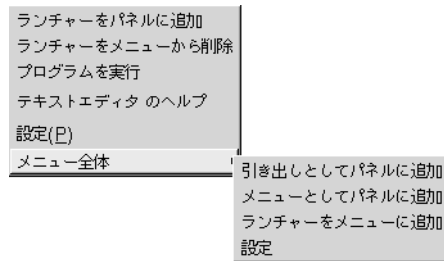 ランチャーをパネルに追加
ランチャーをメニューから削除
プログラムを実行
テキストエディタ のヘルプ
設定(P)
メニュー全体
引き出しとしてパネルに追加
メニューとしてパネルに追加
ランチャーをメニューに追加
設定